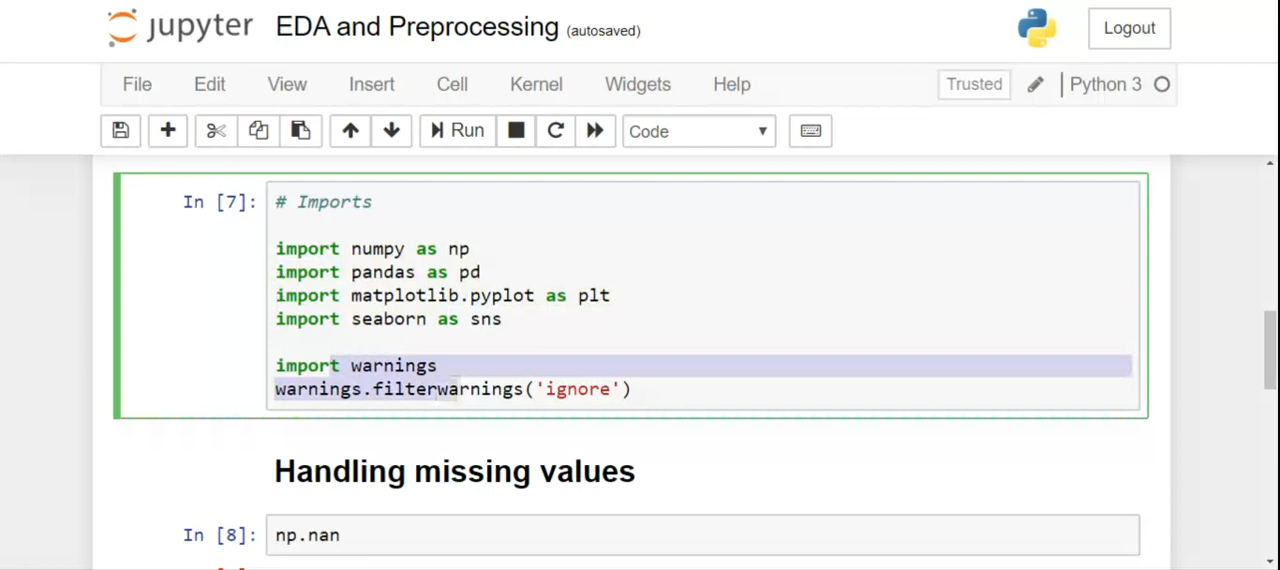 jupyter EDA and Preprocessing (autosaved) Logout
File Edit View Insert Cell Kernel Widgets Help Trusted Python 3
Run Code
In [7]: # Imports
import numpy as np
import pandas as pd
import matplotlib.pyplot as plt
import seaborn as sns
import warnings
warnings.filterwarnings('ignore')
Handling missing values
In [8]: np.nan